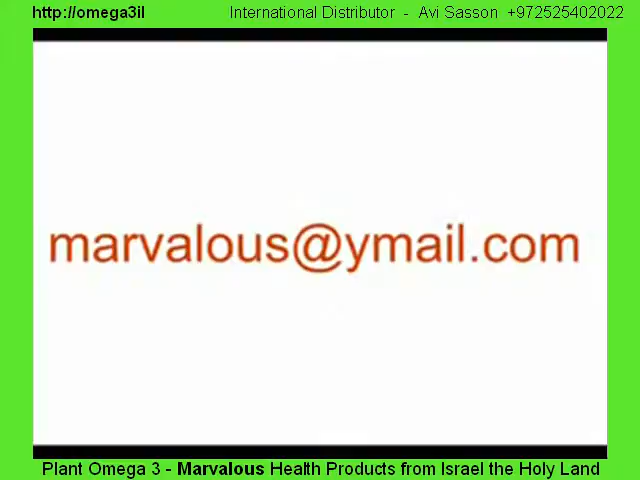 http://omega3il International Distributor - Avi Sasson +972525402022
marvalous@ymail.com
Plant Omega 3 - Marvalous Health Products from Israel the Holy Land